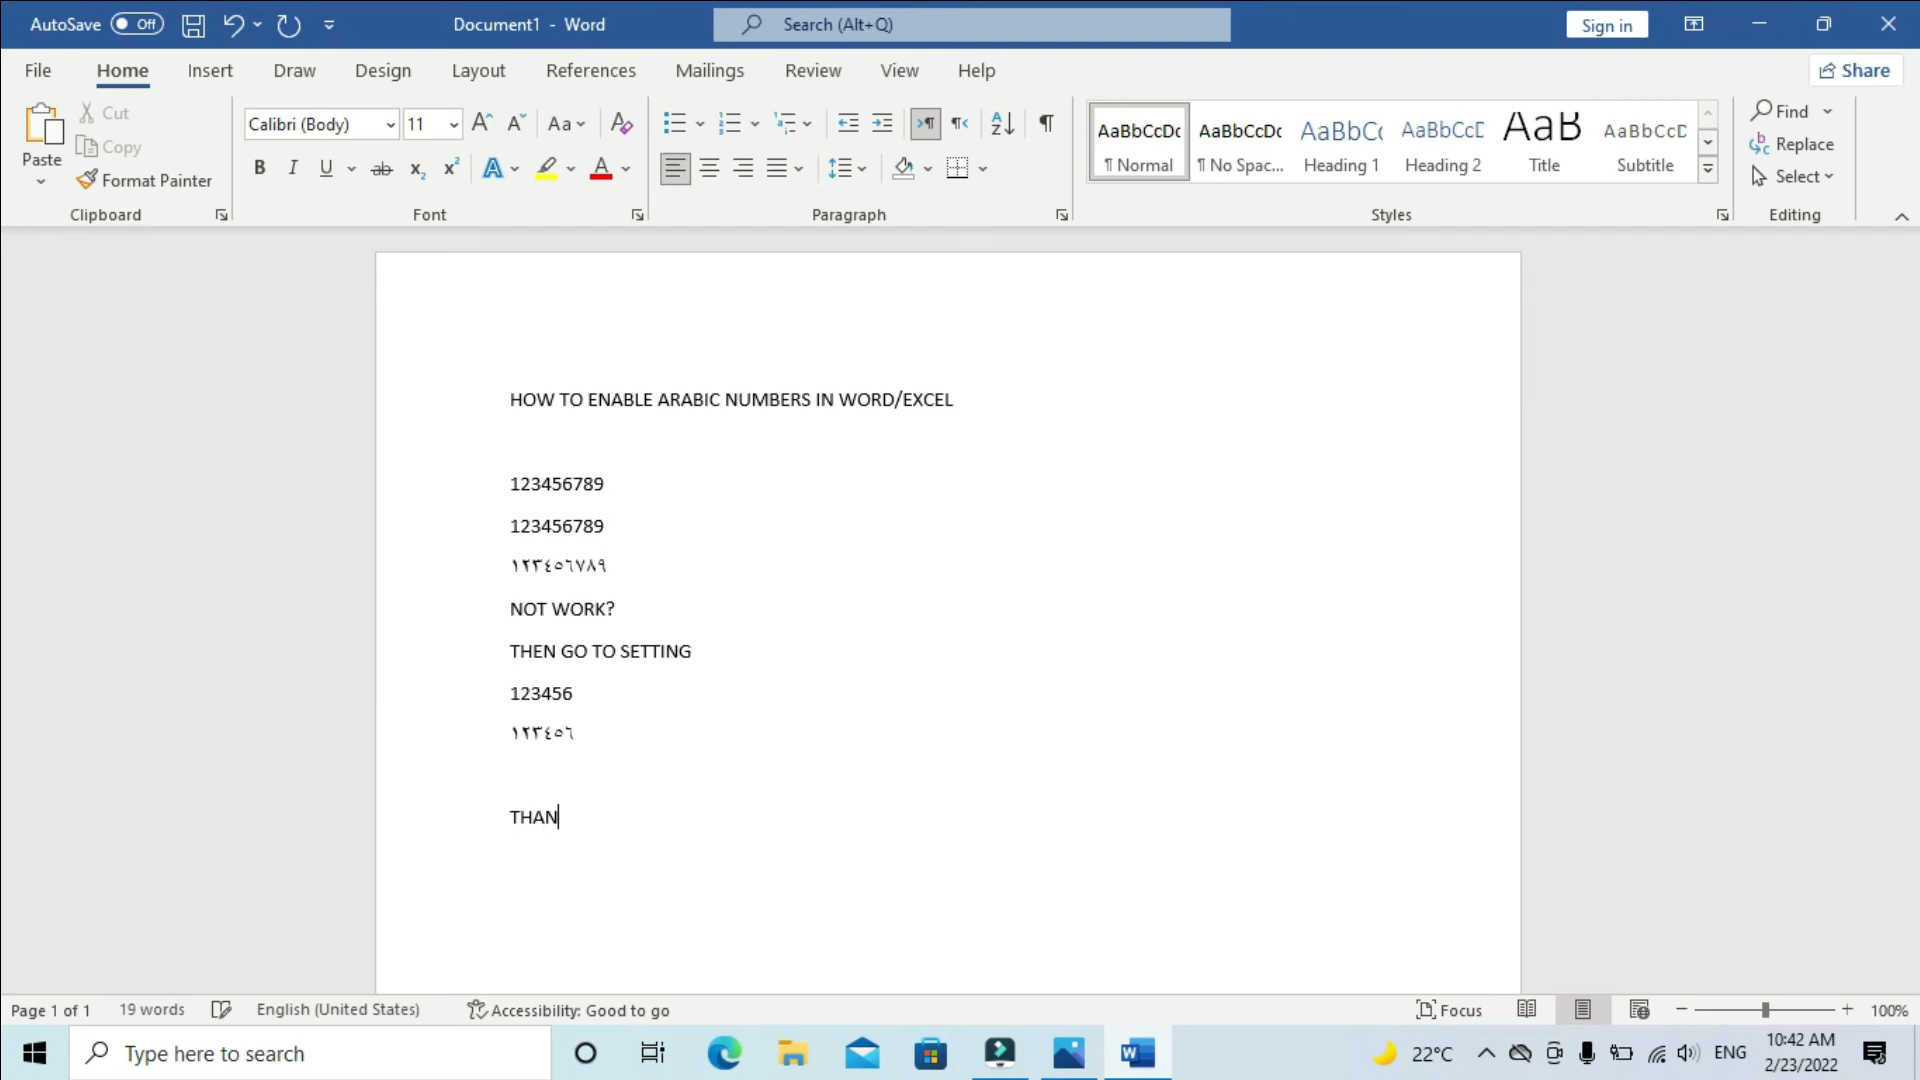 AutoSave Off Document1 - Word Search (Alt+Q) Sign in
File Home Insert Draw Design Layout References Mailings Review View Help Share
Paste
Cut
Copy
Format Painter
Clipboard
Calibri (Body) 11 Aa
B I U ab x₂ x² A A
Font
Paragraph
AaBbCcDc AaBbCcDc AaBbCc AaBbCcD AaB AaBbCcD
¶ Normal ¶ No Spac... Heading 1 Heading 2 Title Subtitle
Styles
Find
Replace
Select
Editing
HOW TO ENABLE ARABIC NUMBERS IN WORD/EXCEL
123456789
123456789
١٢٣٤٥٦٧٨٩
NOT WORK?
THEN GO TO SETTING
123456
١٢٣٤٥٦
THAN
Page 1 of 1 19 words English (United States) Accessibility: Good to go Focus 100%
Type here to search 22°C ENG 10:42 AM
2/23/2022